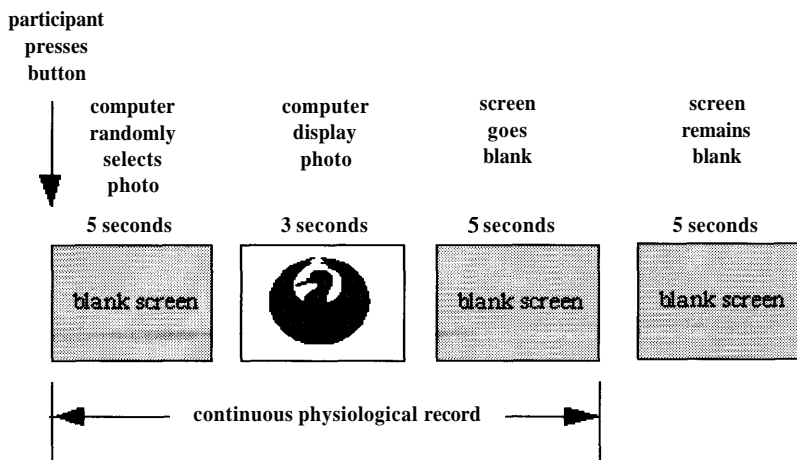 participant
presses
button
computer
randomly
selects
photo
computer
display
photo
screen
goes
blank
screen
remains
blank
5 seconds
3 seconds
5 seconds
5 seconds
blank screen
blank screen
blank screen
continuous physiological record